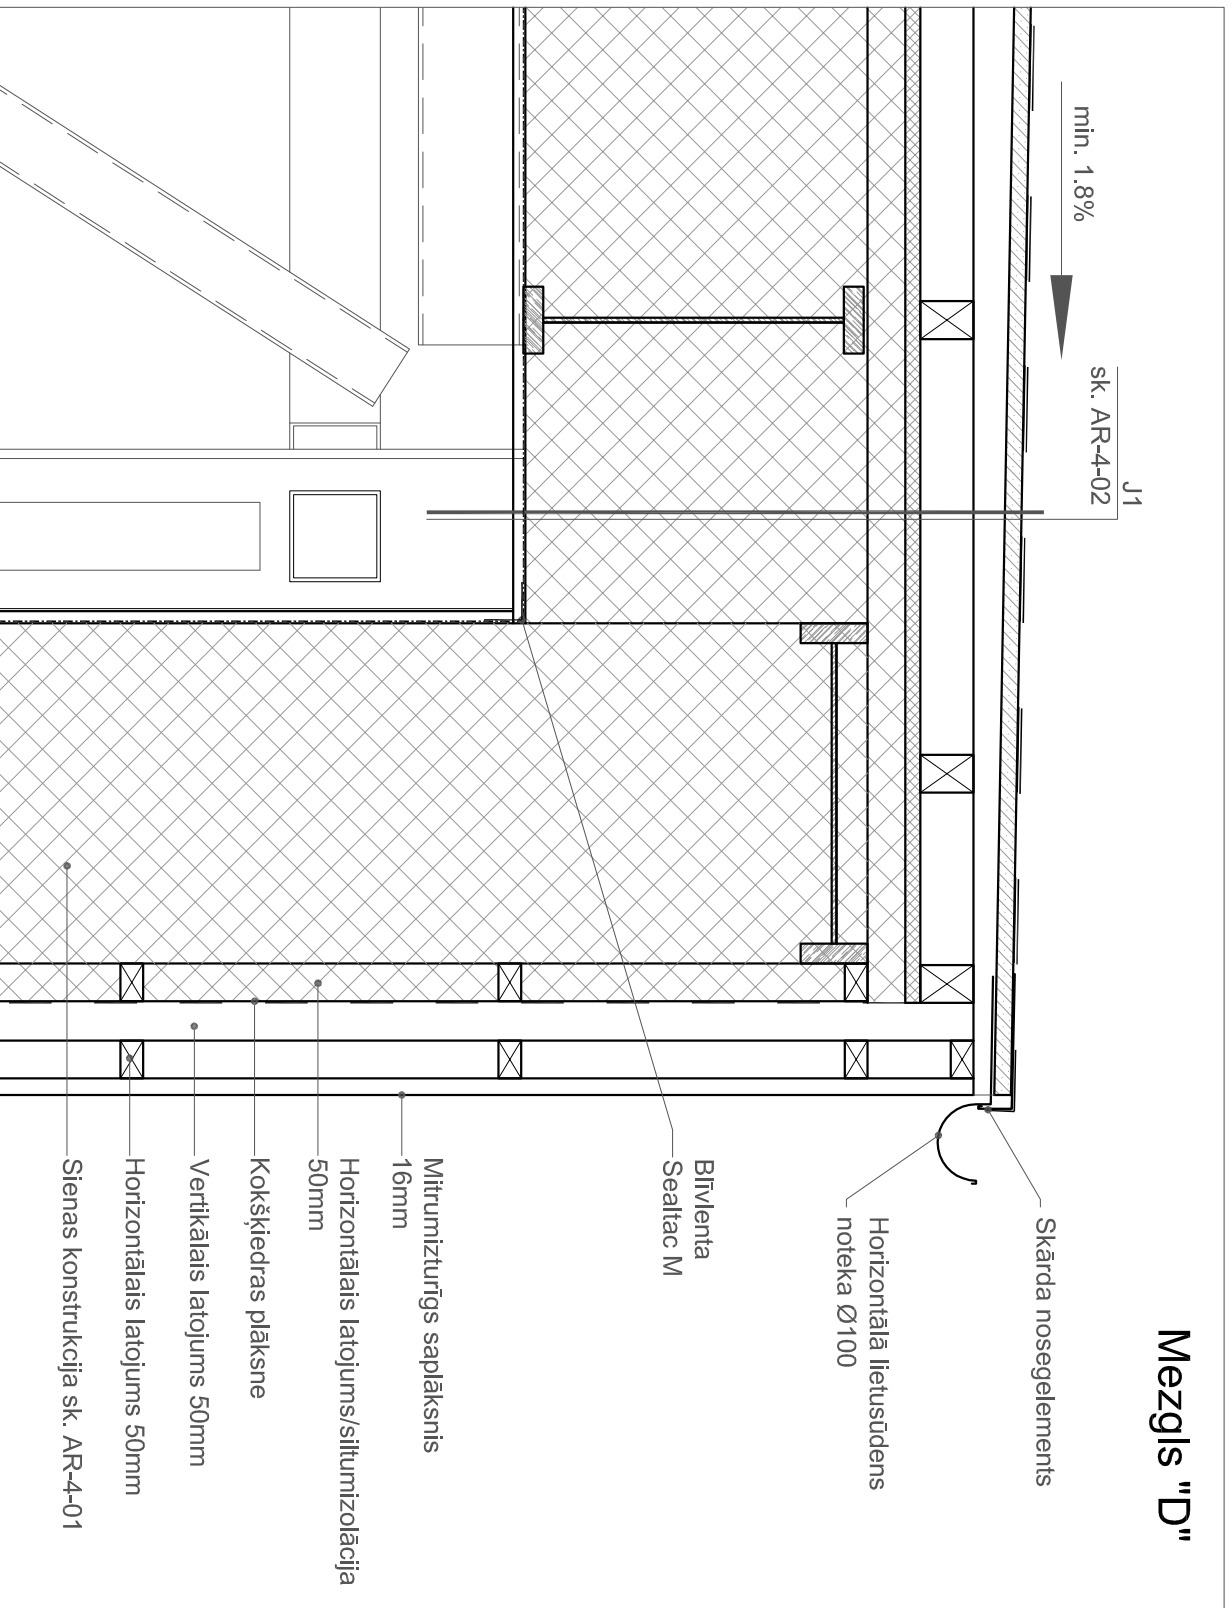 Mezgls "D"
min. 1.8%
J1
sk. AR-4-02
Skārda nosegelements
Horizontālā lietusūdens
noteka Ø100
Blīvlenta
Sealtac M
Mitrumizturīgs saplāksnis
16mm
Horizontālais latojums/siltumizolācija
50mm
Kokšķiedras plāksne
Vertikālais latojums 50mm
Horizontālais latojums 50mm
Sienas konstrukcija sk. AR-4-01